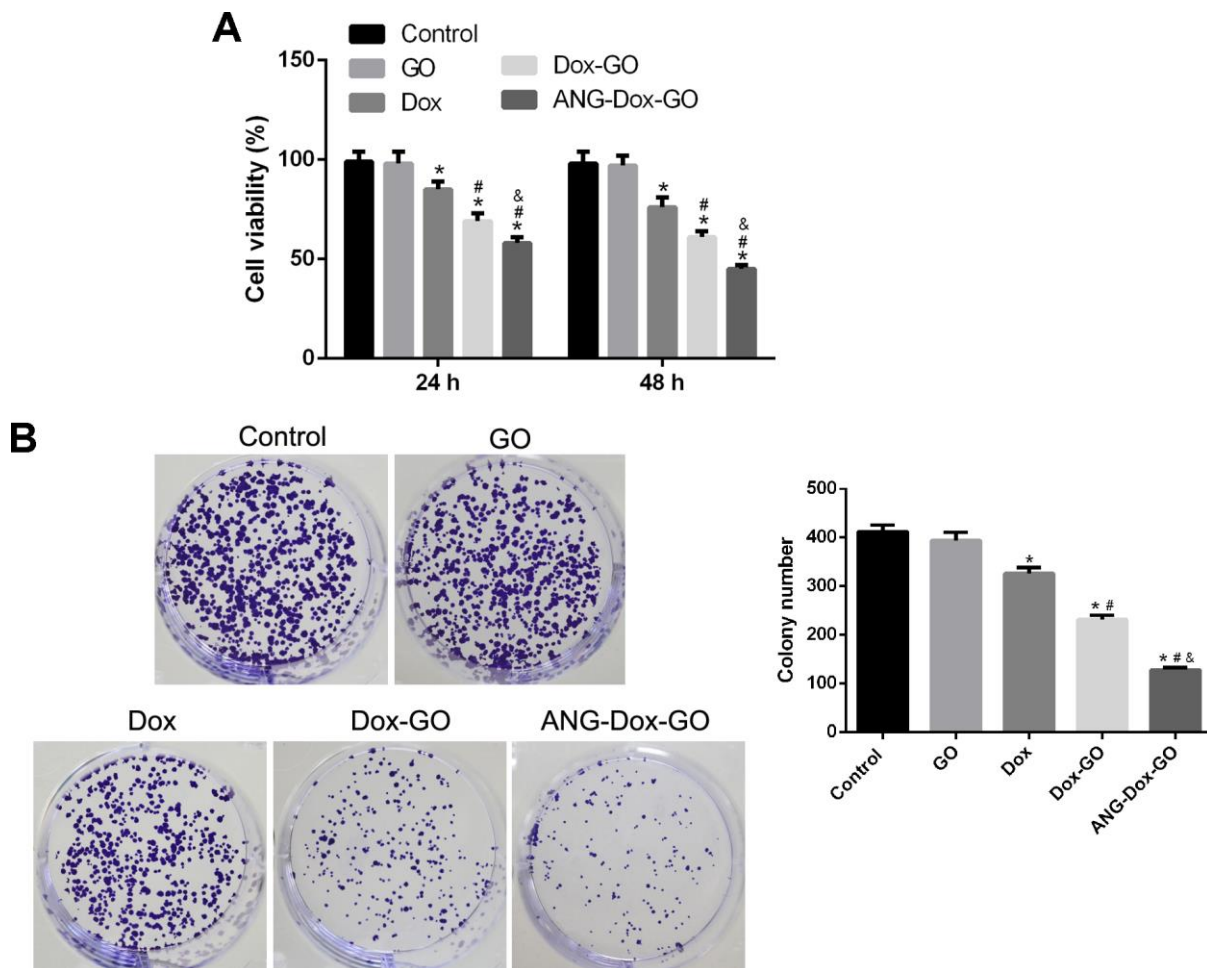 A
Control
GO
Dox
Dox-GO
ANG-Dox-GO
Cell viability (%)
150
100
50
0
*
#
*
&
#
*
*
#
*
&
#
*
24 h
48 h
B
Control
GO
Dox
Dox-GO
ANG-Dox-GO
Colony number
500
400
300
200
100
0
*
* #
* # &
Control
GO
Dox
Dox-GO
ANG-Dox-GO